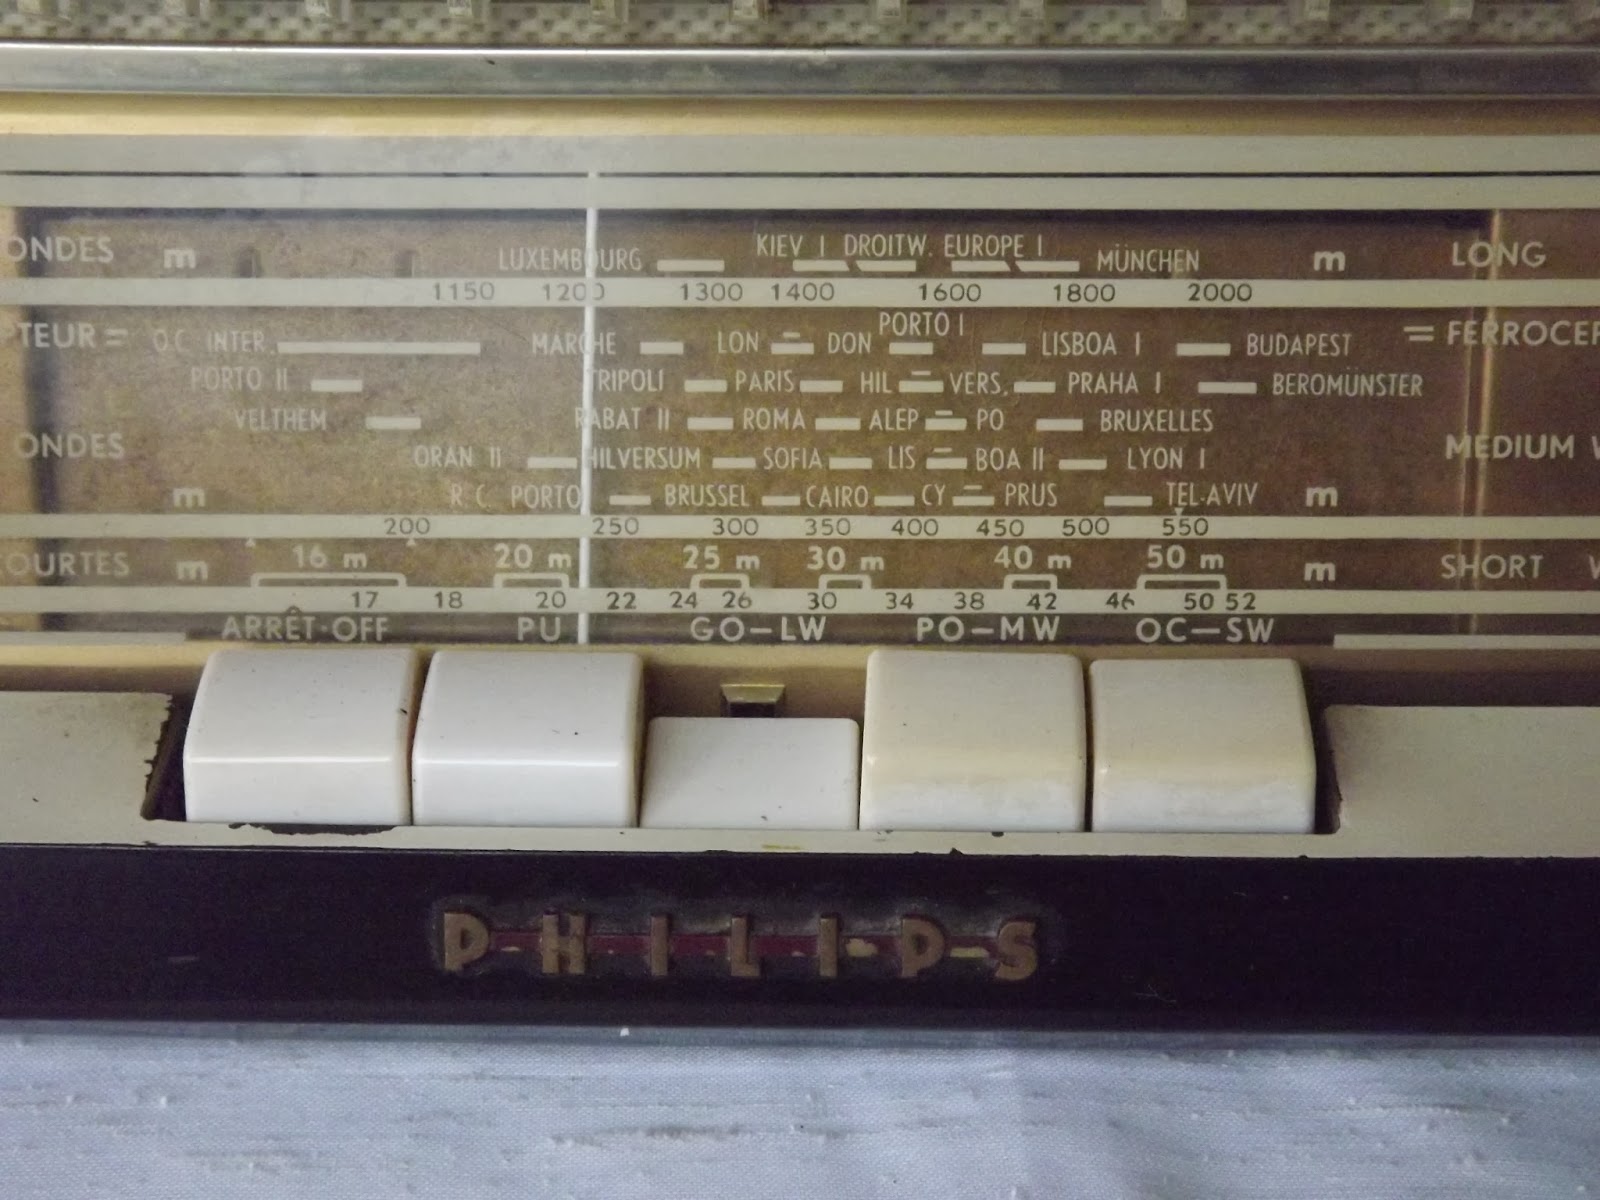 ONDES m LUXEMBOURG KIEV I DROITW. EUROPE I MÜNCHEN m LONG
1150 1200 1300 1400 1600 1800 2000
PTEUR = O.C. INTER. MARCHE LON DON PORTO I LISBOA I BUDAPEST = FERROCEP
PORTO II TRIPOLI PARIS HIL VERS. PRAHA I BEROMÜNSTER
VELTHEM RABAT II ROMA ALEP PO BRUXELLES
ONDES ORAN II HILVERSUM SOFIA LIS BOA II LYON I MEDIUM W
m R.C. PORTO BRUSSEL CAIRO CY PRUS TEL-AVIV m
200 250 300 350 400 450 500 550
COURTES m 16 m 20 m 25 m 30 m 40 m 50 m m SHORT W
17 18 20 22 24 26 30 34 38 42 46 50 52
ARRÊT-OFF PU GO-LW PO-MW OC-SW
PHILIPS